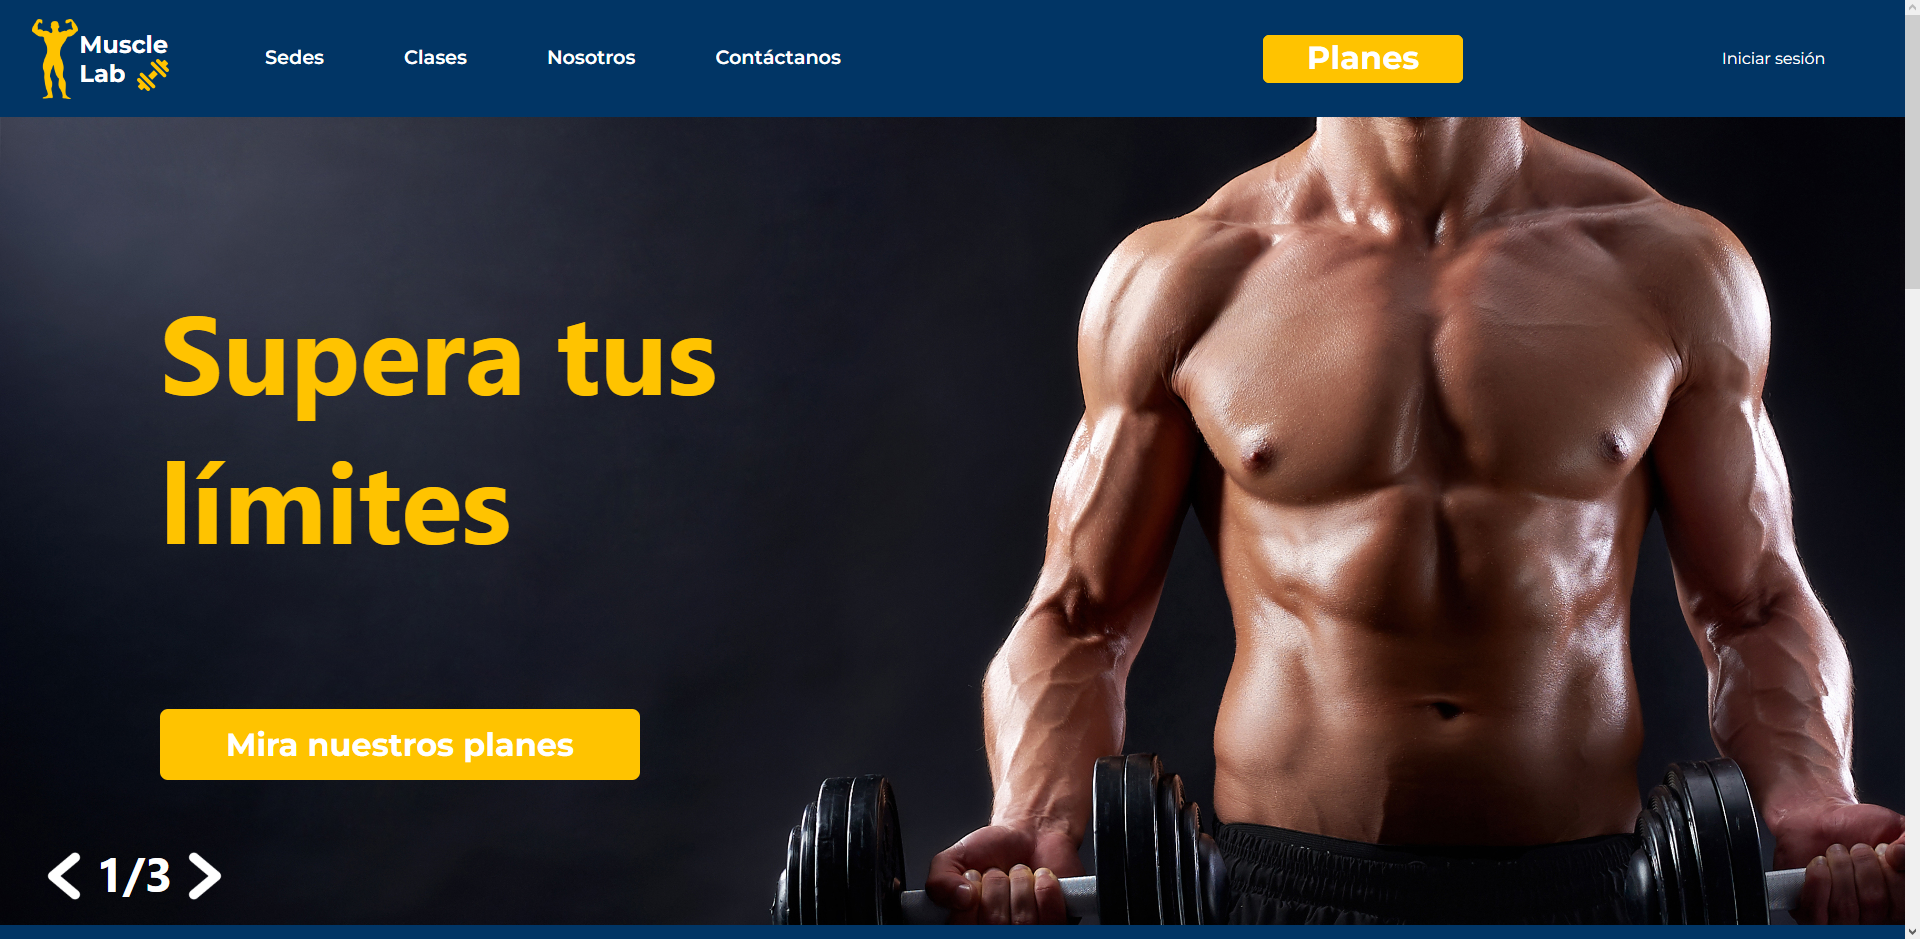 Muscle
Lab
Sedes
Clases
Nosotros
Contáctanos
Planes
Iniciar sesión
Supera tus
límites
Mira nuestros planes
1/3